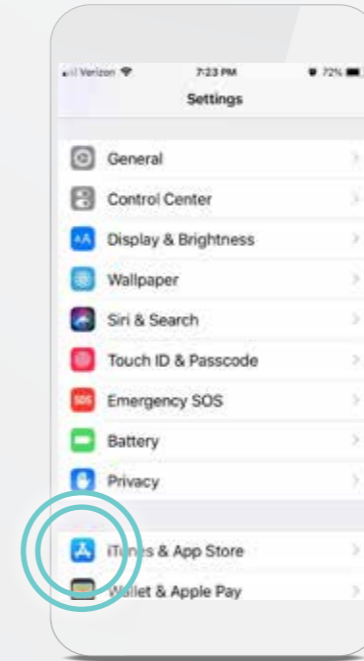 Verizon 7:23 PM 72%
Settings
General
Control Center
AA Display & Brightness
Wallpaper
Siri & Search
Touch ID & Passcode
SOS Emergency SOS
Battery
Privacy
iTunes & App Store
Wallet & Apple Pay